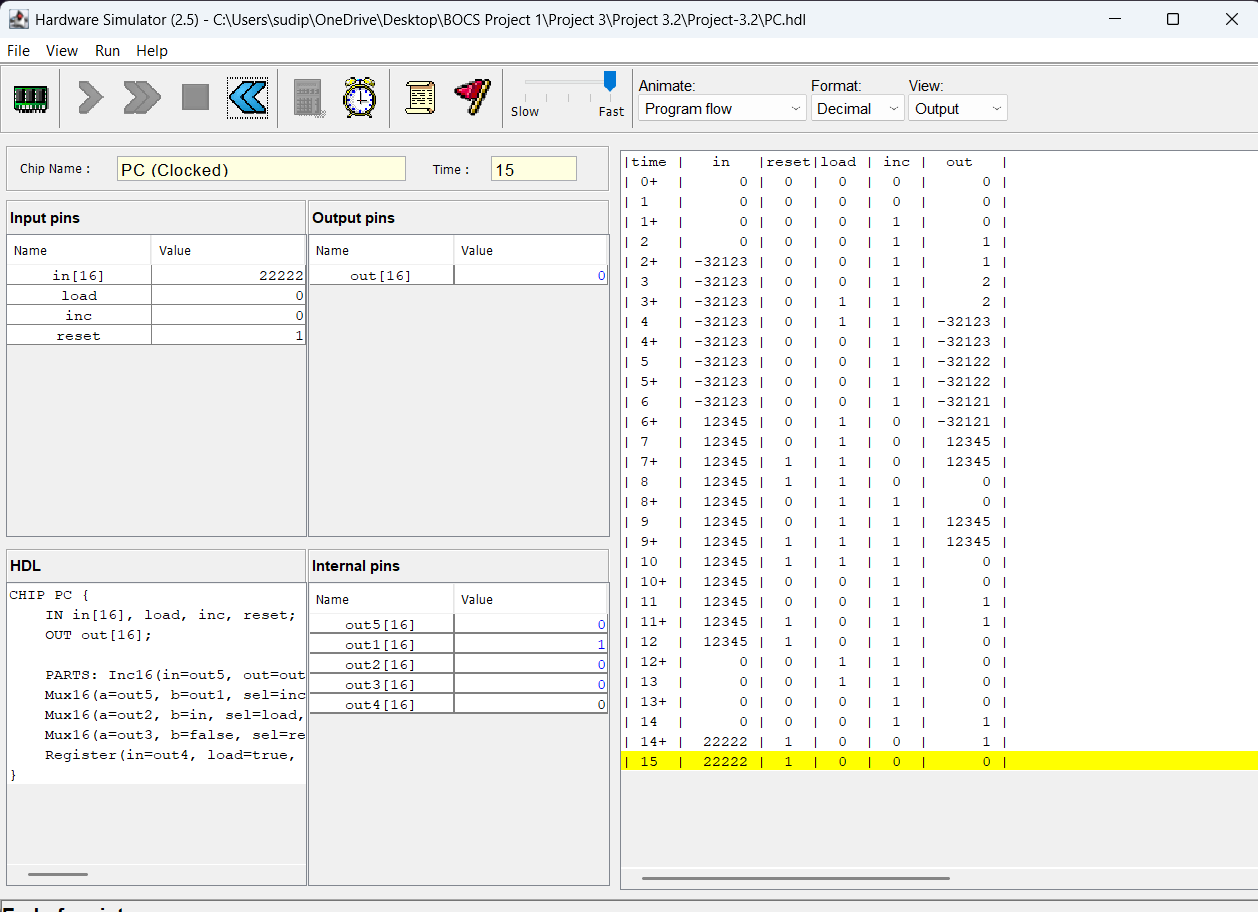 Hardware Simulator (2.5) - C:\Users\sudip\OneDrive\Desktop\BOCS Project 1\Project 3\Project 3.2\Project-3.2\PC.hdl
File View Run Help
Slow Fast
Animate: Format: View:
Program flow Decimal Output
Chip Name : PC (Clocked) Time : 15
Input pins
Name Value
in[16] 22222
load 0
inc 0
reset 1
Output pins
Name Value
out[16] 0
HDL
CHIP PC {
IN in[16], load, inc, reset;
OUT out[16];
PARTS: Inc16(in=out5, out=out
Mux16(a=out5, b=out1, sel=inc
Mux16(a=out2, b=in, sel=load,
Mux16(a=out3, b=false, sel=re
Register(in=out4, load=true,
}
Internal pins
Name Value
out5[16] 0
out1[16] 1
out2[16] 0
out3[16] 0
out4[16] 0
|time | in |reset|load | inc | out |
| 0+ | 0 | 0 | 0 | 0 | 0 |
| 1 | 0 | 0 | 0 | 0 | 0 |
| 1+ | 0 | 0 | 0 | 1 | 0 |
| 2 | 0 | 0 | 0 | 1 | 1 |
| 2+ | -32123 | 0 | 0 | 1 | 1 |
| 3 | -32123 | 0 | 0 | 1 | 2 |
| 3+ | -32123 | 0 | 1 | 1 | 2 |
| 4 | -32123 | 0 | 1 | 1 | -32123 |
| 4+ | -32123 | 0 | 0 | 1 | -32123 |
| 5 | -32123 | 0 | 0 | 1 | -32122 |
| 5+ | -32123 | 0 | 0 | 1 | -32122 |
| 6 | -32123 | 0 | 0 | 1 | -32121 |
| 6+ | 12345 | 0 | 1 | 0 | -32121 |
| 7 | 12345 | 0 | 1 | 0 | 12345 |
| 7+ | 12345 | 1 | 1 | 0 | 12345 |
| 8 | 12345 | 1 | 1 | 0 | 0 |
| 8+ | 12345 | 0 | 1 | 1 | 0 |
| 9 | 12345 | 0 | 1 | 1 | 12345 |
| 9+ | 12345 | 1 | 1 | 1 | 12345 |
| 10 | 12345 | 1 | 1 | 1 | 0 |
| 10+ | 12345 | 0 | 0 | 1 | 0 |
| 11 | 12345 | 0 | 0 | 1 | 1 |
| 11+ | 12345 | 1 | 0 | 1 | 1 |
| 12 | 12345 | 1 | 0 | 1 | 0 |
| 12+ | 0 | 0 | 1 | 1 | 0 |
| 13 | 0 | 0 | 1 | 1 | 0 |
| 13+ | 0 | 0 | 0 | 1 | 0 |
| 14 | 0 | 0 | 0 | 1 | 1 |
| 14+ | 22222 | 1 | 0 | 0 | 1 |
| 15 | 22222 | 1 | 0 | 0 | 0 |